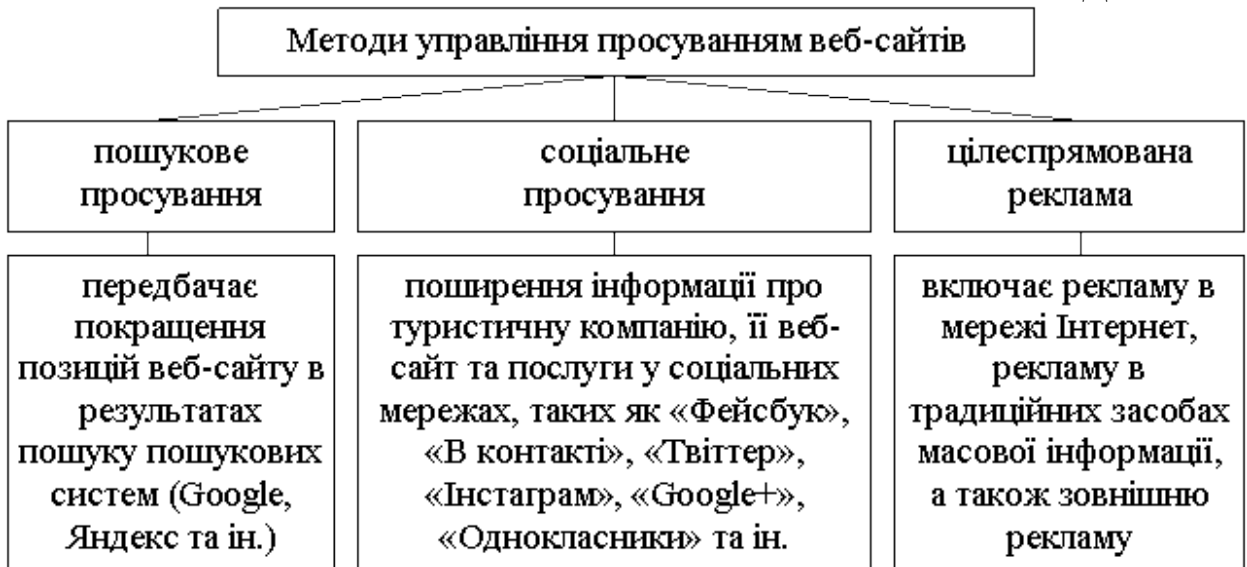 Методи управління просуванням веб-сайтів
пошукове
просування
соціальне
просування
цілеспрямована
реклама
передбачає
покращення
позицій веб-сайту в
результатах
пошуку пошукових
систем (Google,
Яндекс та ін.)
поширення інформації про
туристичну компанію, її веб-
сайт та послуги у соціальних
мережах, таких як «Фейсбук»,
«В контакті», «Твіттер»,
«Інстаграм», «Google+»,
«Однокласники» та ін.
включає рекламу в
мережі Інтернет,
рекламу в
традиційних засобах
масової інформації,
а також зовнішню
рекламу